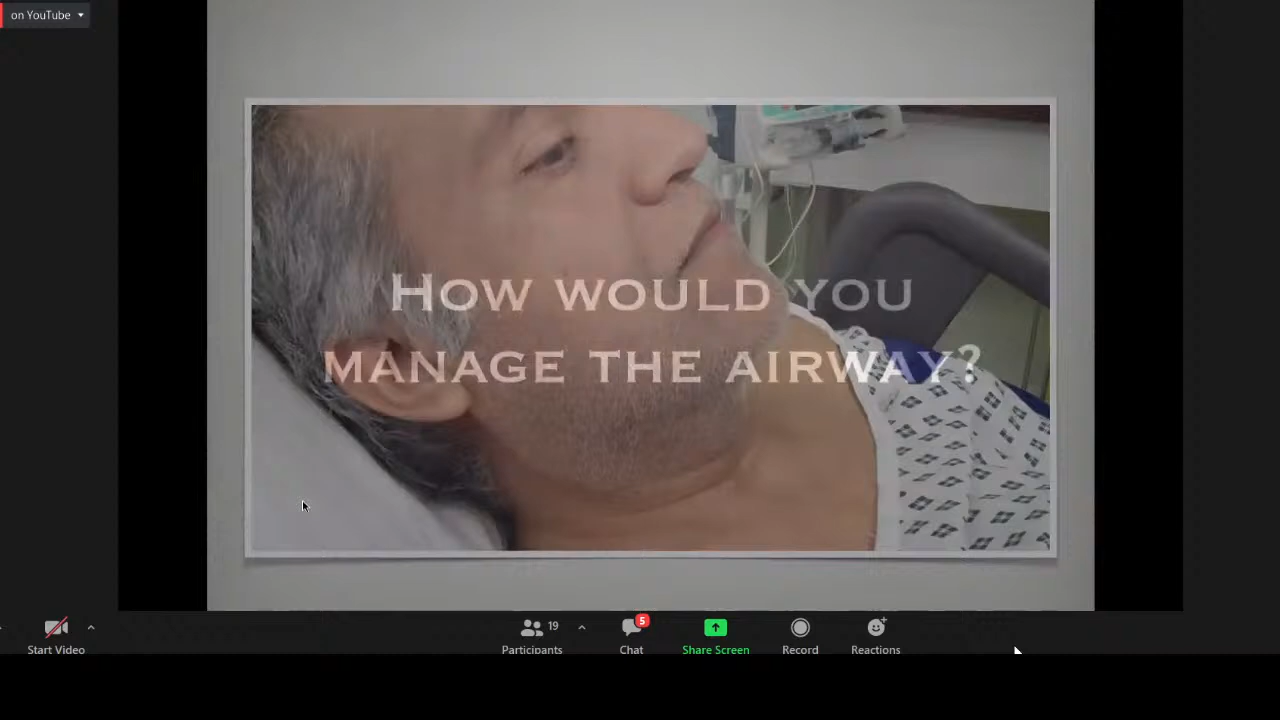 on YouTube
How would you
manage the airway?
Start Video
19
Participants
5
Chat
Share Screen
Record
Reactions